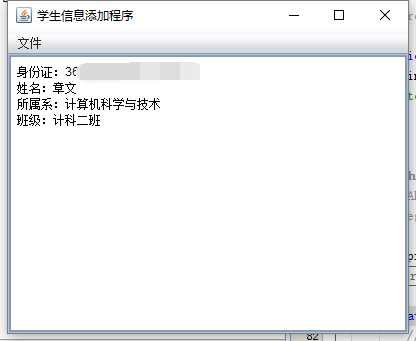 学生信息添加程序
文件
身份证：36
姓名：章文
所属系：计算机科学与技术
班级：计科二班
82